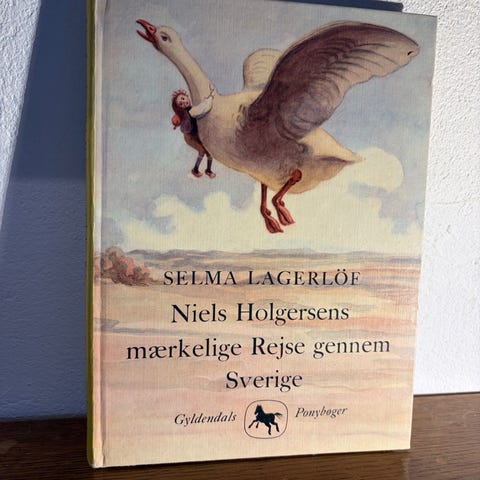 SELMA LAGERLÖF
Niels Holgersens
mærkelige Rejse gennem
Sverige
Gyldendals Ponybøger